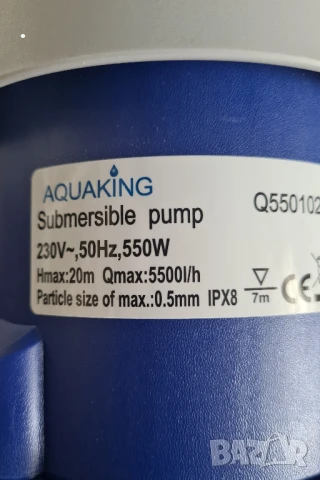 AQUAKING
Submersible pump
Q550102
230V~,50Hz,550W
Hmax:20m Qmax:5500l/h
Particle size of max.:0.5mm IPX8
7m
CE
BAZAR